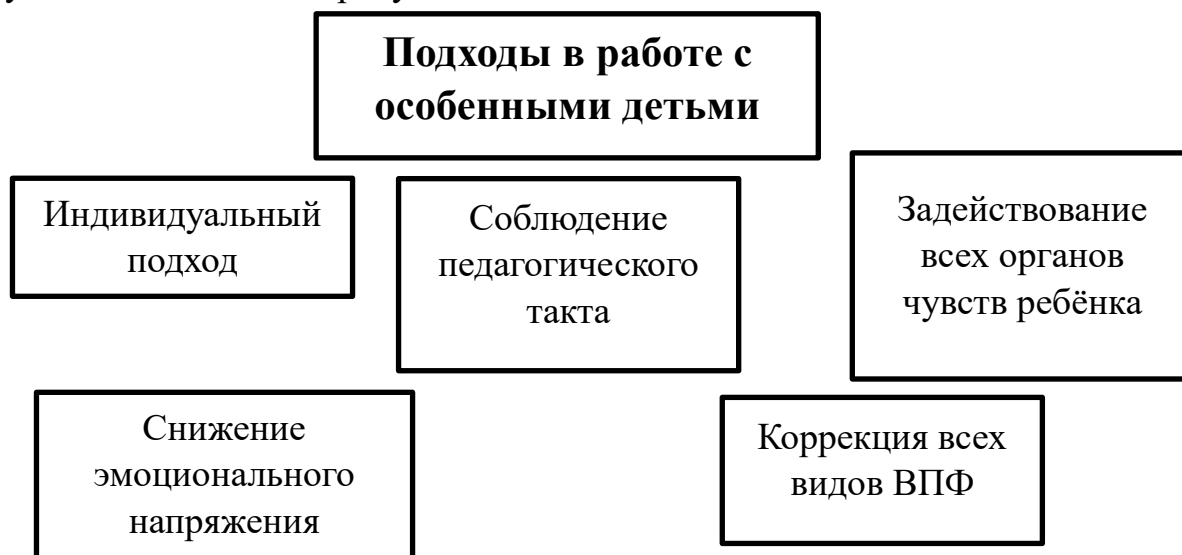 Подходы в работе с
особенными детьми
Индивидуальный
подход
Соблюдение
педагогического
такта
Задействование
всех органов
чувств ребёнка
Снижение
эмоционального
напряжения
Коррекция всех
видов ВПФ